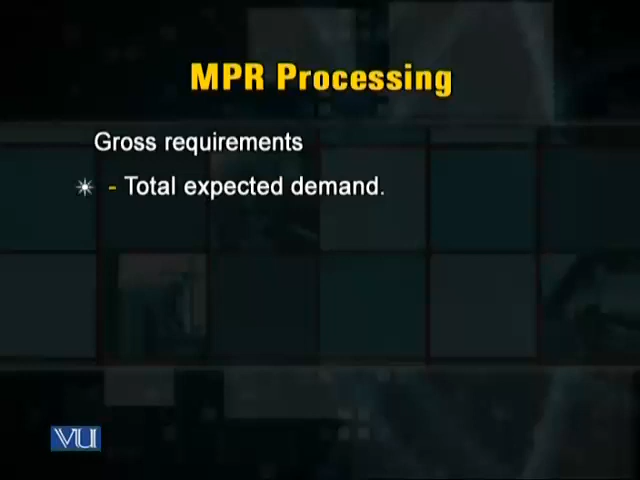 MPR Processing
Gross requirements
- Total expected demand.
VU